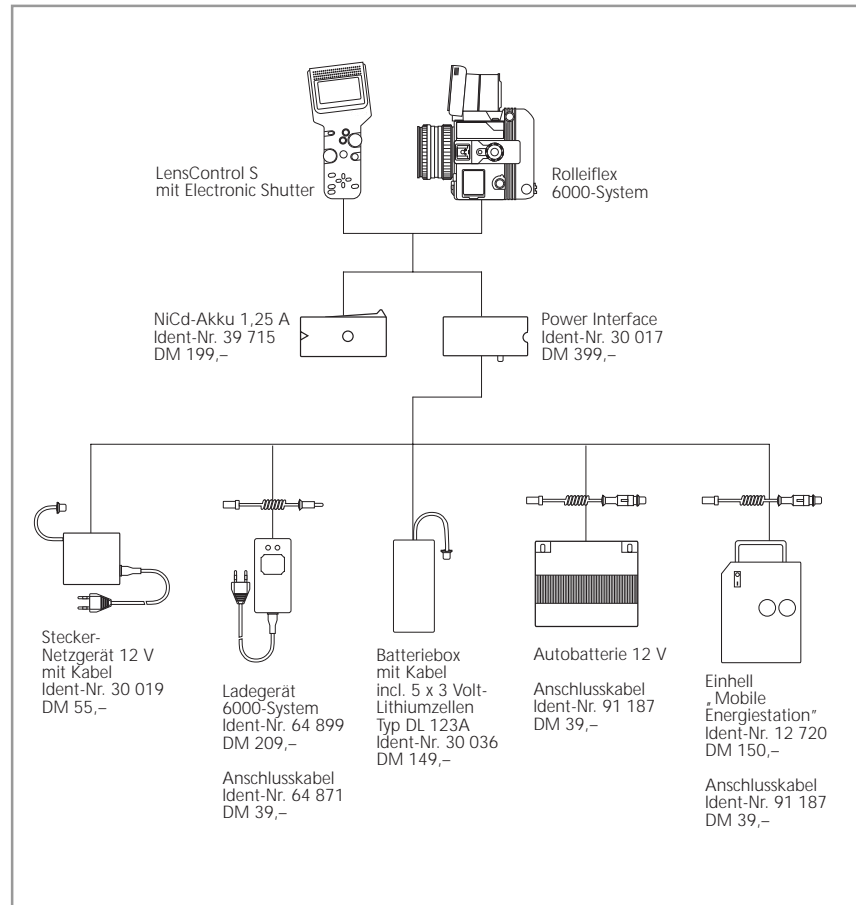 LensControl S
mit Electronic Shutter
Rolleiflex
6000-System
NiCd-Akku 1,25 A
Ident-Nr. 39 715
DM 199,–
Power Interface
Ident-Nr. 30 017
DM 399,–
Stecker-
Netzgerät 12 V
mit Kabel
Ident-Nr. 30 019
DM 55,–
Ladegerät
6000-System
Ident-Nr. 64 899
DM 209,–
Anschlusskabel
Ident-Nr. 64 871
DM 39,–
Batteriebox
mit Kabel
incl. 5 x 3 Volt-
Lithiumzellen
Typ DL 123A
Ident-Nr. 30 036
DM 149,–
Autobatterie 12 V
Anschlusskabel
Ident-Nr. 91 187
DM 39,–
Einhell
„Mobile
Energiestation"
Ident-Nr. 12 720
DM 150,–
Anschlusskabel
Ident-Nr. 91 187
DM 39,–